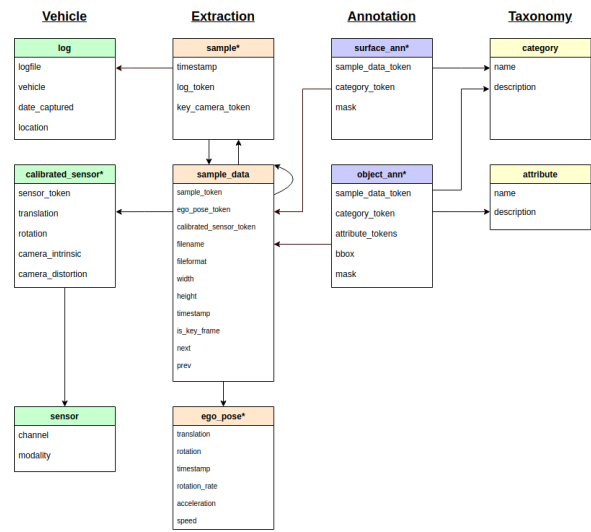 Vehicle
Extraction
Annotation
Taxonomy
log
logfile
vehicle
date_captured
location
sample*
timestamp
log_token
key_camera_token
surface_ann*
sample_data_token
category_token
mask
category
name
description
calibrated_sensor*
sensor_token
translation
rotation
camera_intrinsic
camera_distortion
sample_data
sample_token
ego_pose_token
calibrated_sensor_token
filename
fileformat
width
height
timestamp
is_key_frame
next
prev
object_ann*
sample_data_token
category_token
attribute_tokens
bbox
mask
attribute
name
description
sensor
channel
modality
ego_pose*
translation
rotation
timestamp
rotation_rate
acceleration
speed